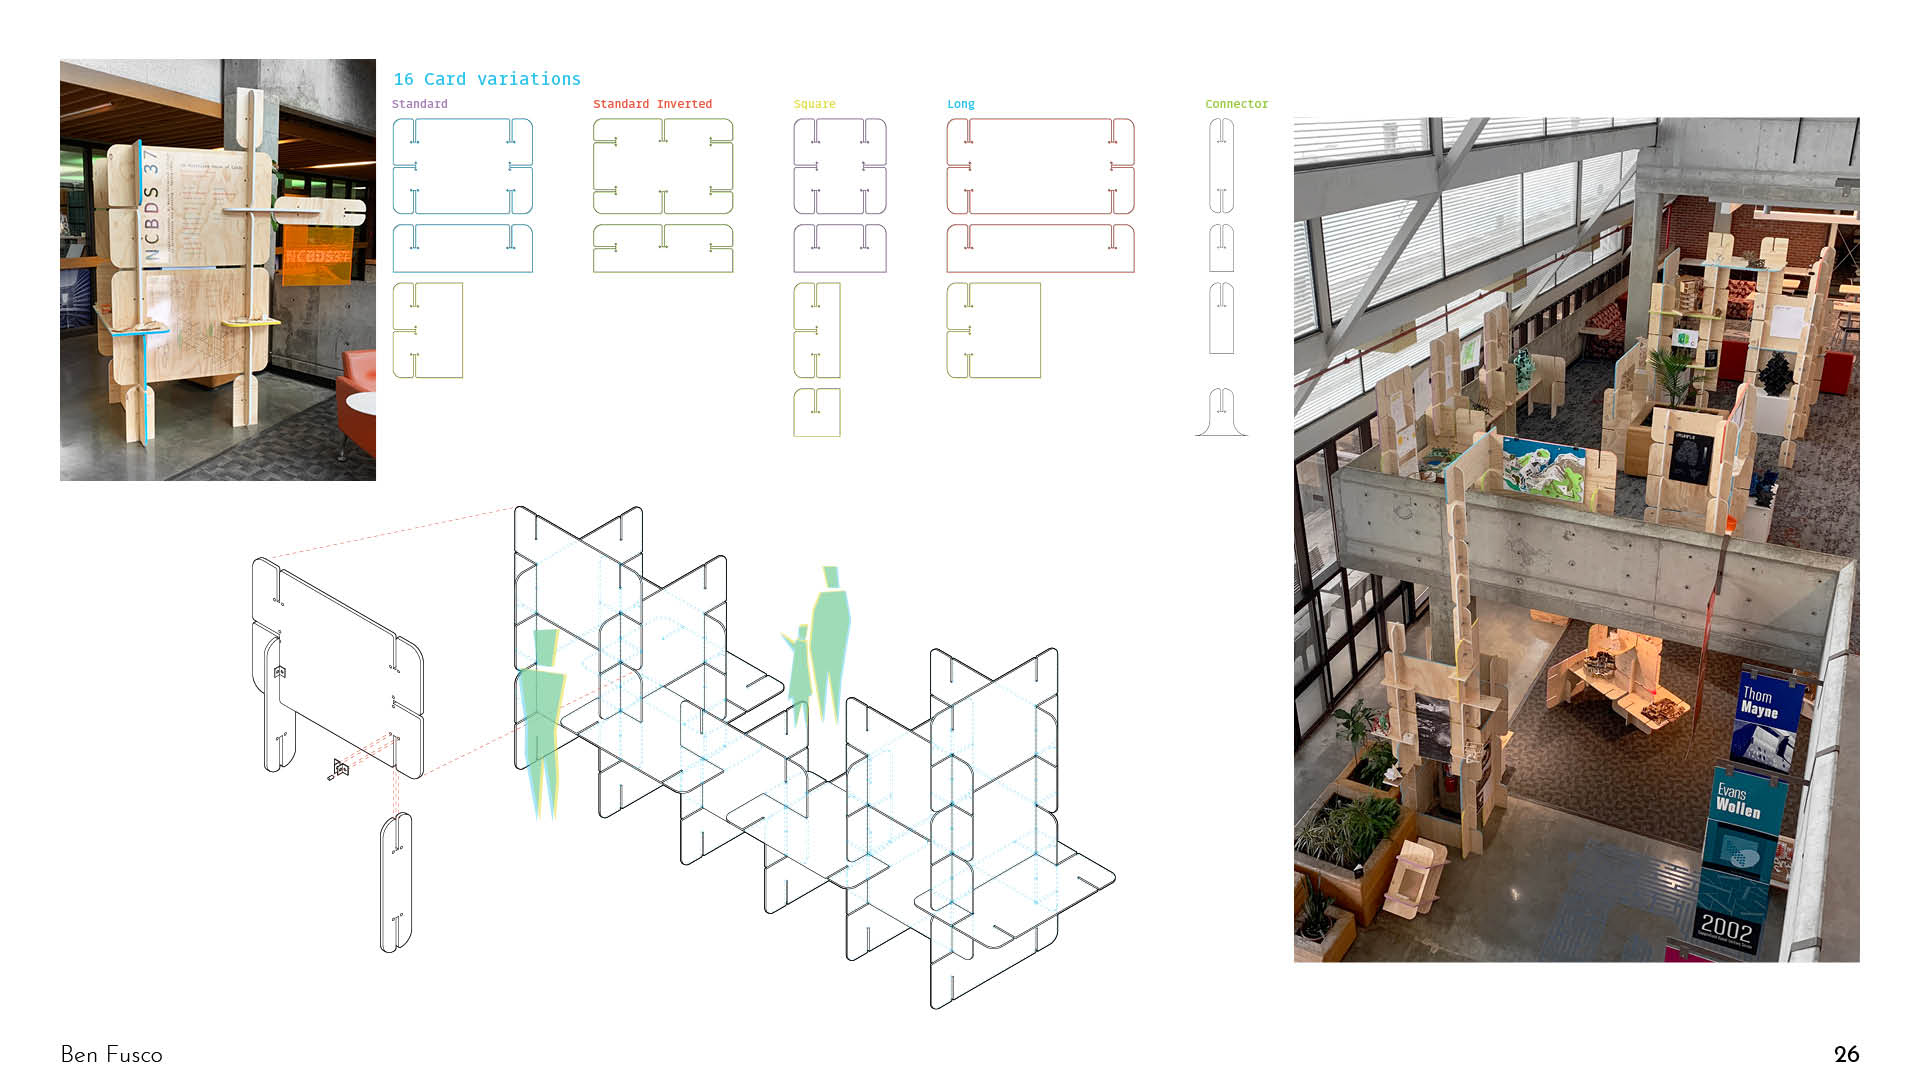 16 Card variations
Standard
Standard Inverted
Square
Long
Connector
NCBDS 37
NCBDS37
Thom
Mayne
Evans
Wollen
2002
Ben Fusco
26